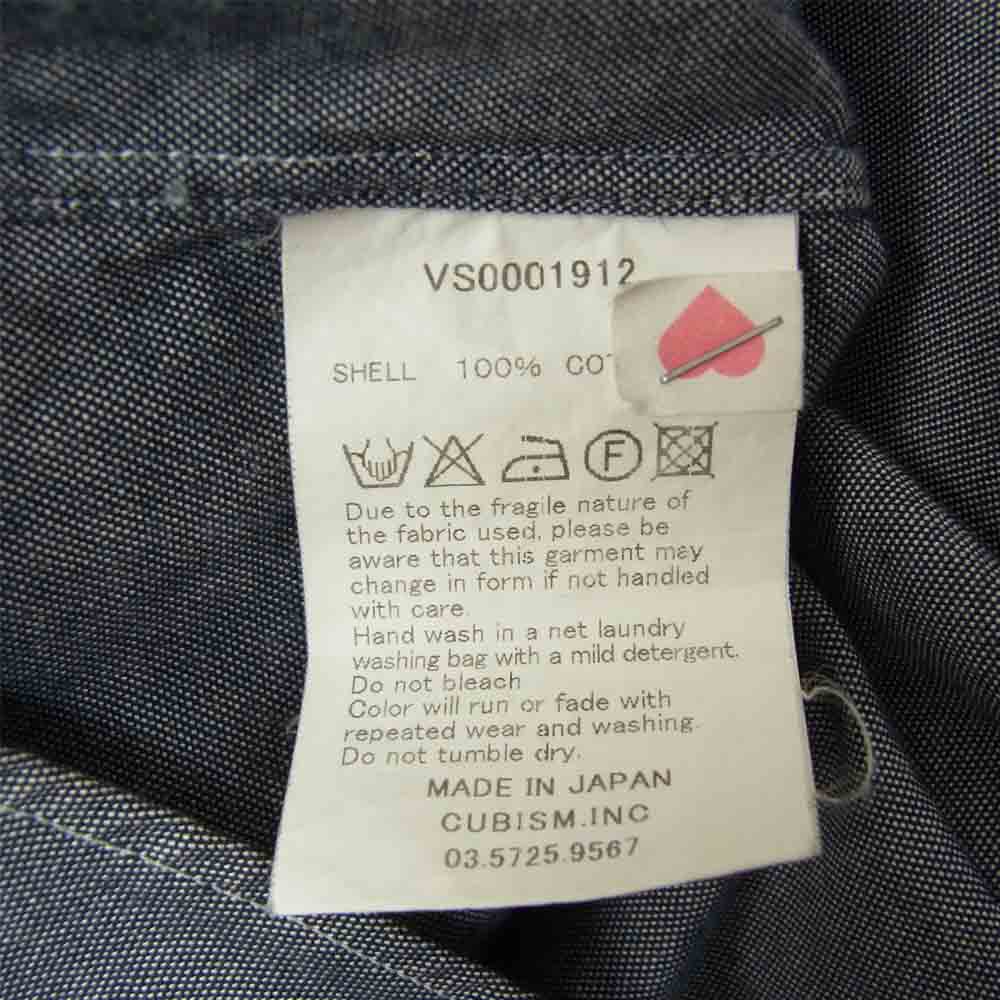 VS0001912
SHELL 100%
F
Due to the fragile nature of
the fabric used, please be
aware that this garment may
change in form if not handled
with care.
Hand wash in a net laundry
washing bag with a mild detergent.
Do not bleach
Color will run or fade with
repeated wear and washing.
Do not tumble dry.
MADE IN JAPAN
CUBISM.INC
03.5725.9567